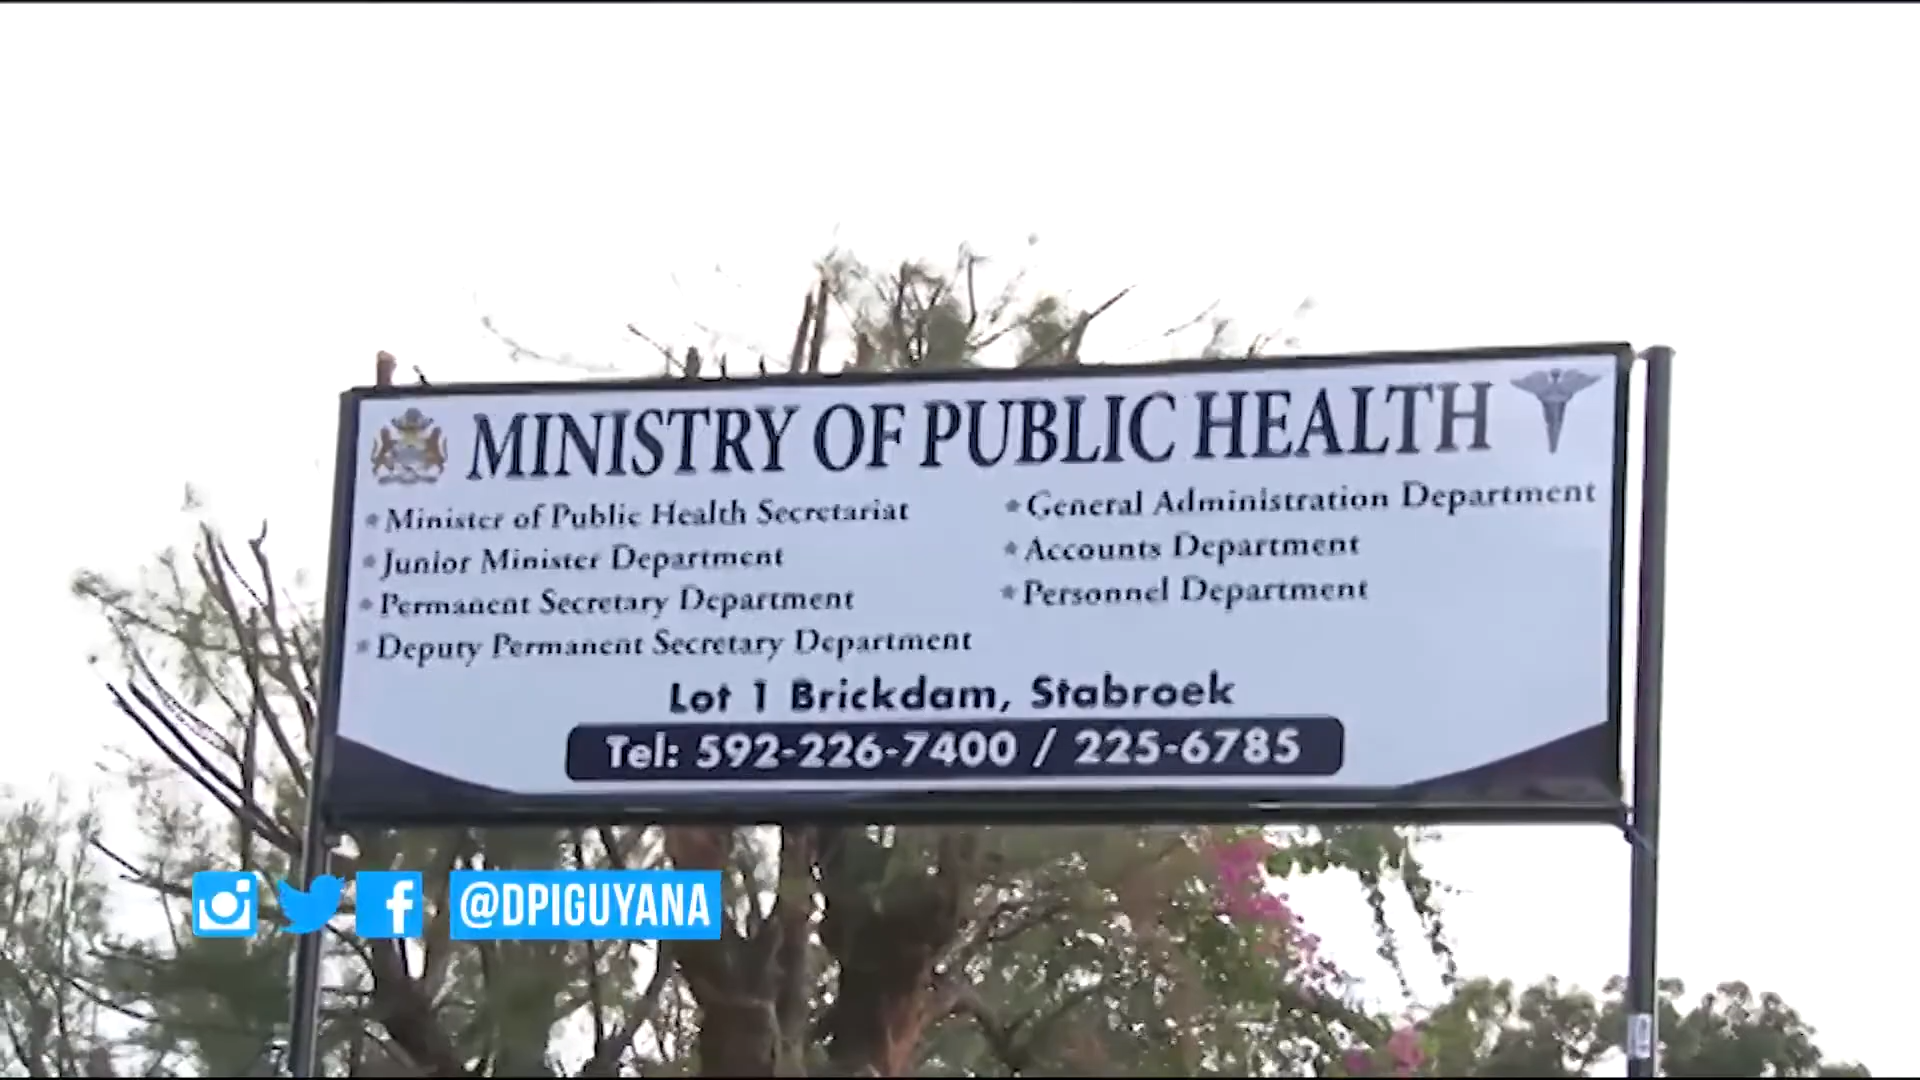 MINISTRY OF PUBLIC HEALTH
*Minister of Public Health Secretariat
*Junior Minister Department
*Permanent Secretary Department
*Deputy Permanent Secretary Department
*General Administration Department
*Accounts Department
*Personnel Department
Lot 1 Brickdam, Stabroek
Tel: 592-226-7400 / 225-6785
@DPIGUYANA